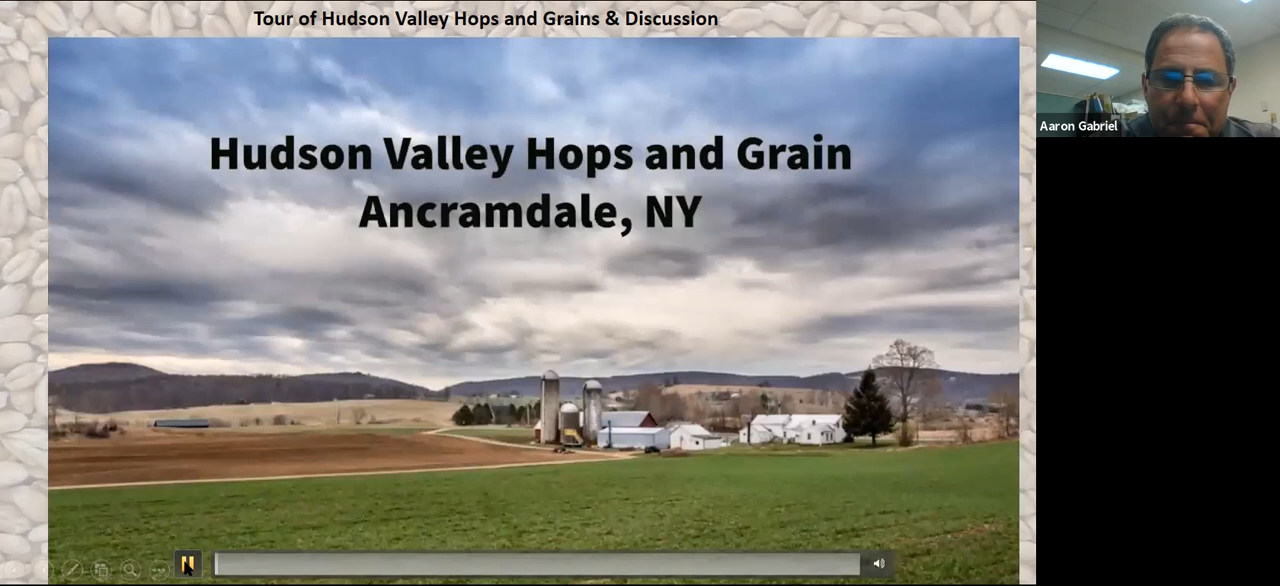 Tour of Hudson Valley Hops and Grains & Discussion
Hudson Valley Hops and Grain
Ancramdale, NY
Aaron Gabriel